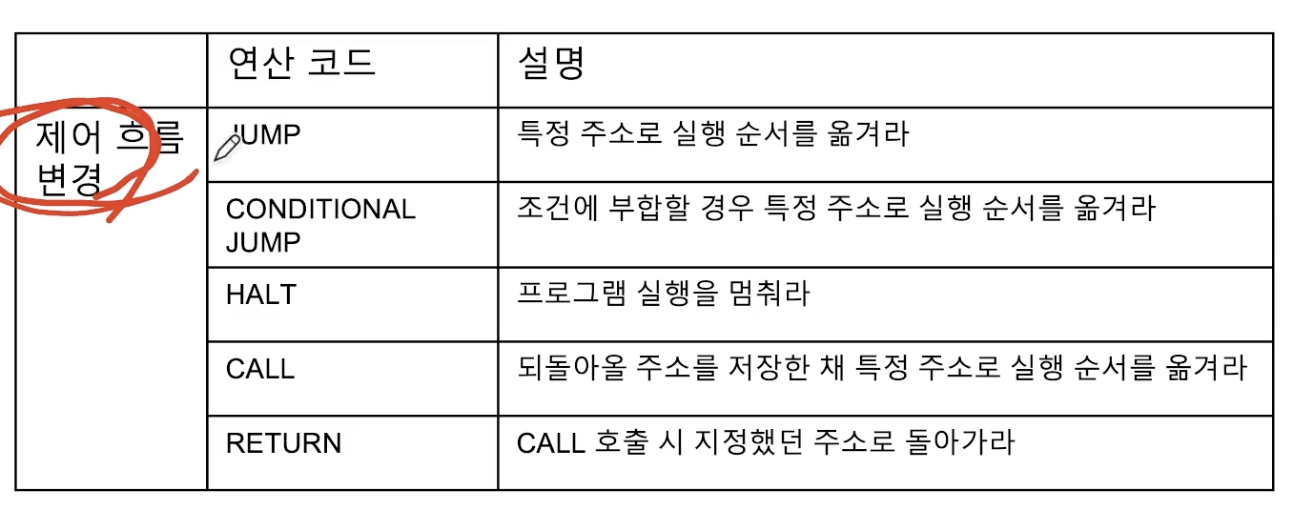 연산 코드 설명
제어 흐름 변경
JUMP 특정 주소로 실행 순서를 옮겨라
CONDITIONAL JUMP 조건에 부합할 경우 특정 주소로 실행 순서를 옮겨라
HALT 프로그램 실행을 멈춰라
CALL 되돌아올 주소를 저장한 채 특정 주소로 실행 순서를 옮겨라
RETURN CALL 호출 시 지정했던 주소로 돌아가라